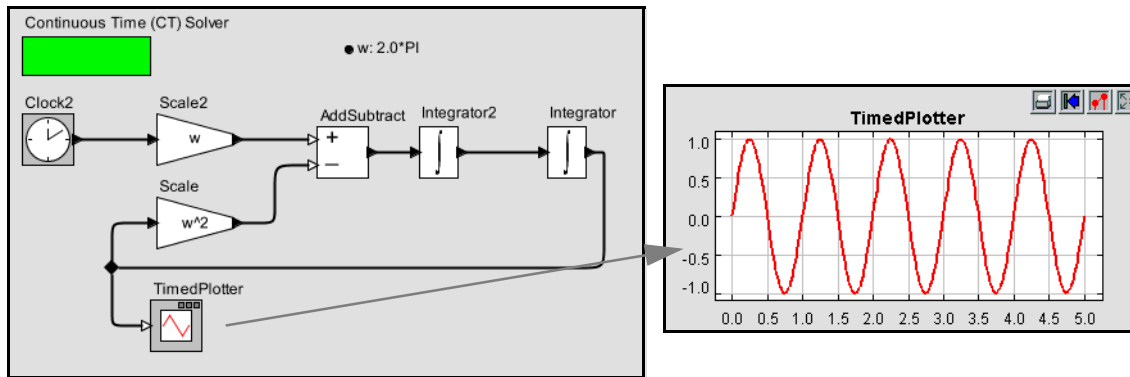 Continuous Time (CT) Solver
w: 2.0*PI
Clock2
Scale2
w
AddSubtract
+
−
Integrator2
∫
Integrator
∫
Scale
w^2
TimedPlotter
TimedPlotter
1.0
0.5
0.0
-0.5
-1.0
0.0 0.5 1.0 1.5 2.0 2.5 3.0 3.5 4.0 4.5 5.0